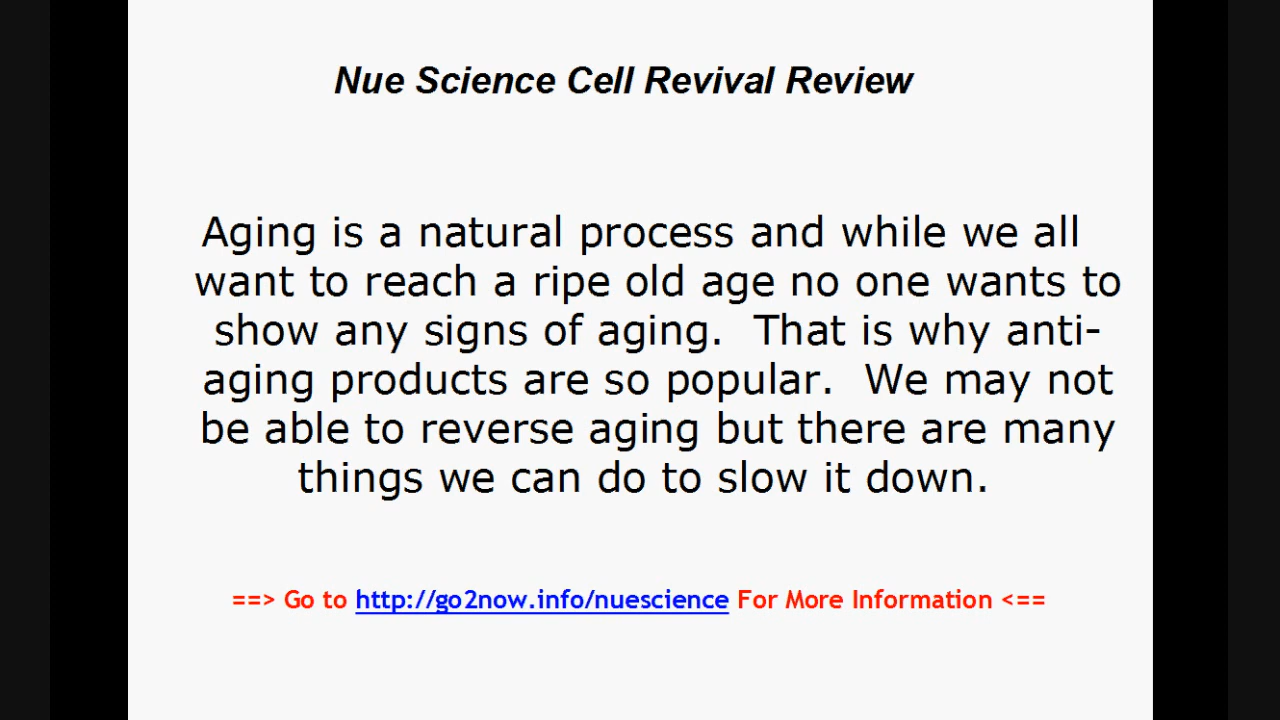 Nue Science Cell Revival Review
Aging is a natural process and while we all
want to reach a ripe old age no one wants to
show any signs of aging.  That is why anti-
aging products are so popular.  We may not
be able to reverse aging but there are many
things we can do to slow it down.
==> Go to http://go2now.info/nuescience For More Information <==